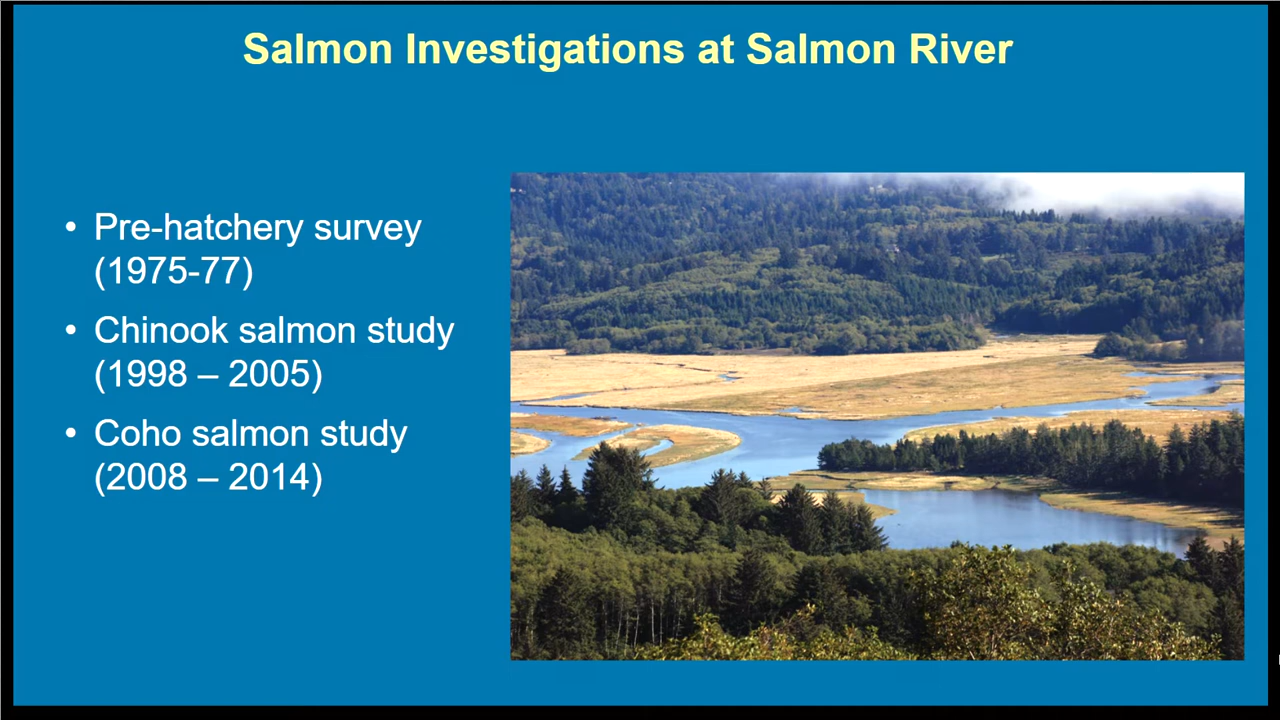 Salmon Investigations at Salmon River
• Pre-hatchery survey
(1975-77)
• Chinook salmon study
(1998 – 2005)
• Coho salmon study
(2008 – 2014)